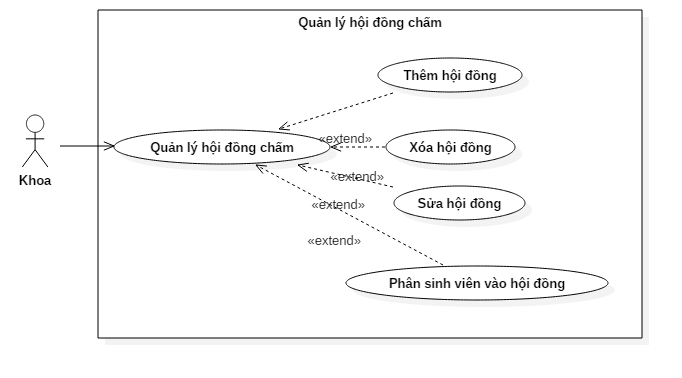 Quản lý hội đồng chấm
Thêm hội đồng
«extend»
Quản lý hội đồng chấm
Xóa hội đồng
«extend»
Khoa
«extend»
Sửa hội đồng
«extend»
Phân sinh viên vào hội đồng